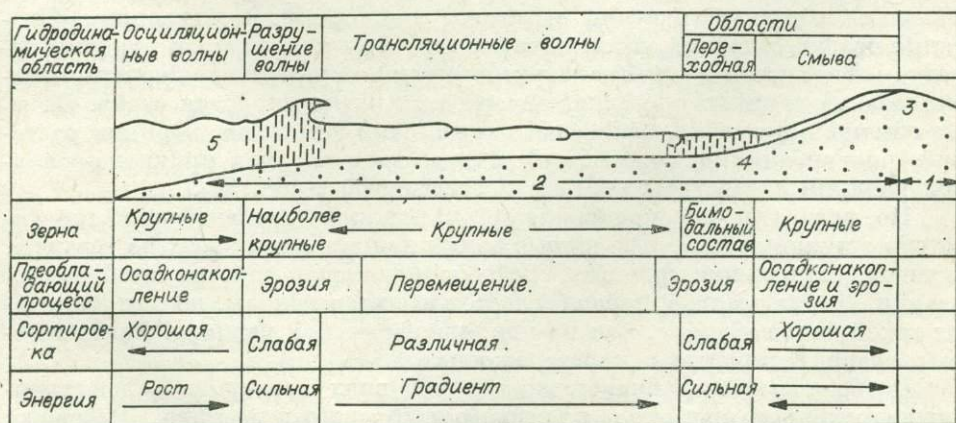 Гидродина- Осциляцион- Разру- Трансляционные волны Области
мическая ные волны шение Пере- Смыва
область волны ходная
5 2 4 3 1
Зерна Крупные Наиболее Крупные Бимо- Крупные
крупные дальный
состав
Преобла- Осадконакоп- Эрозия Перемещение. Эрозия Осадконакоп-
дающий ление ление и эро-
процесс зия
Сортиров- Хорошая Слабая Различная. Слабая Хорошая
ка
Энергия Рост Сильная Градиент Сильная